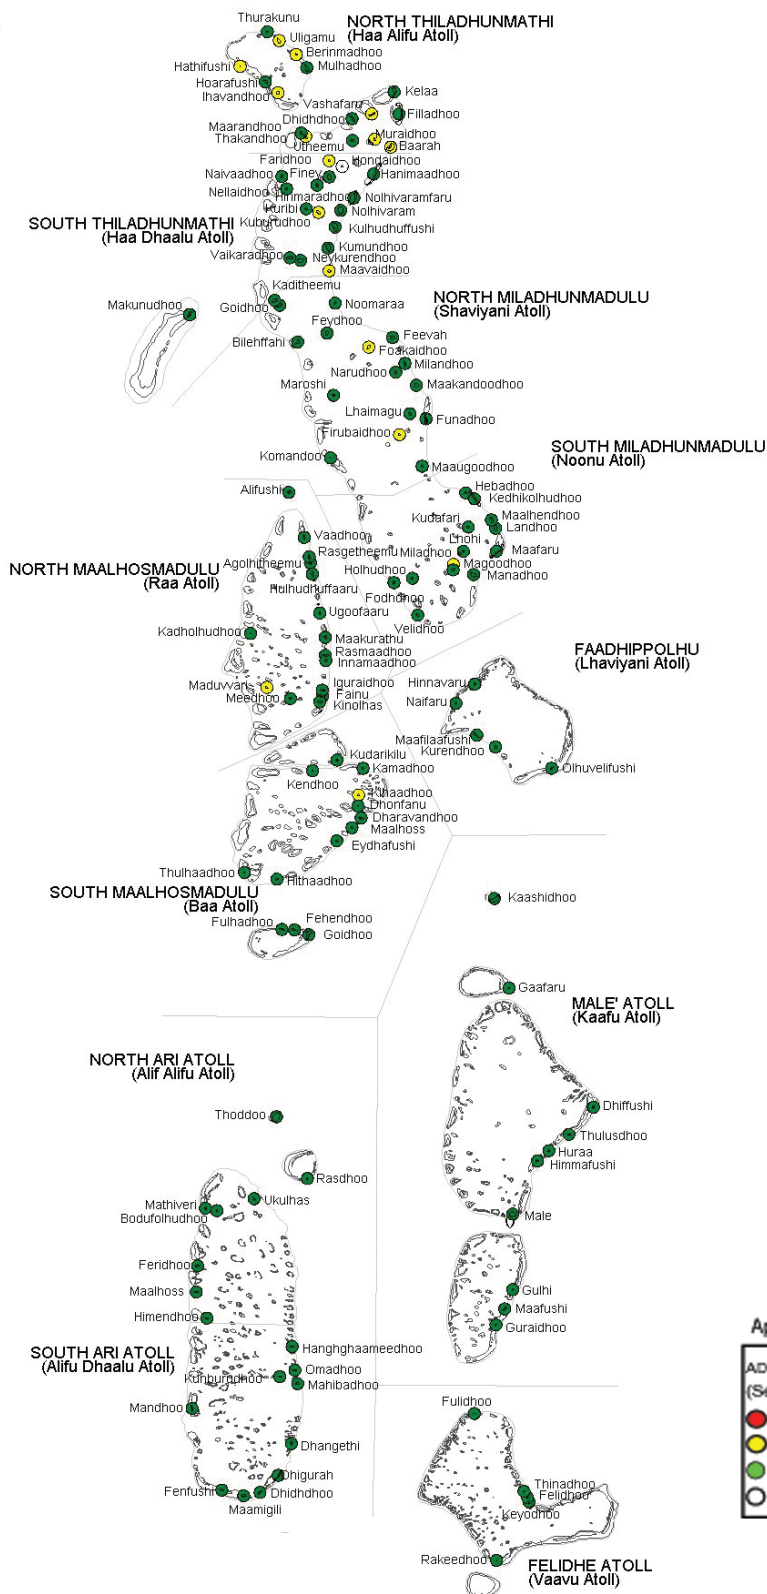 Thurakunu
NORTH THILADHUNMATHI
(Haa Alifu Atoll)
Uligamu
Berinmadhoo
Hathifushi
Mulhadhoo
Hoarafushi
Ihavandhoo
Kelaa
Vashafaru
Filladhoo
Dhidhdhoo
Maarandhoo
Thakandhoo
Muraidhoo
Utheemu
Baarah
Faridhoo
Hondaidhoo
Naivaadhoo
Finey
Hanimaadhoo
Nellaidhoo
Hirimaradhoo
Nolhivaramfaru
Kuribi
Nolhivaram
Kuburudhoo
SOUTH THILADHUNMATHI
(Haa Dhaalu Atoll)
Kulhudhuffushi
Kumundhoo
Vaikaradhoo
Neykurendhoo
Maavaidhoo
Kaditheemu
NORTH MILADHUNMADULU
(Shaviyani Atoll)
Makunudhoo
Goidhoo
Noomaraa
Feydhoo
Feevah
Bilehffahi
Foakaidhoo
Milandhoo
Narudhoo
Maroshi
Maakandoodhoo
Lhaimagu
Funadhoo
Firubaidhoo
SOUTH MILADHUNMADULU
(Noonu Atoll)
Komandoo
Maaugoodhoo
Alifushi
Hebadhoo
Kedhikolhudhoo
Kudafari
Maalhendhoo
Landhoo
Vaadhoo
Lhohi
Rasgetheemu
Miladhoo
Maafaru
NORTH MAALHOSMADULU
(Raa Atoll)
Agolhitheemu
Magoodhoo
Holhudhoo
Manadhoo
Hulhudhuffaaru
Fodhdhoo
Ugoofaaru
Velidhoo
Kadholhudhoo
Maakurathu
FAADHIPPOLHU
(Lhaviyani Atoll)
Rasmaadhoo
Innamaadhoo
Maduvvari
Iguraidhoo
Hinnavaru
Meedhoo
Fainu
Naifaru
Kinolhas
Maafilaafushi
Kurendhoo
Kudarikilu
Kamadhoo
Olhuvelifushi
Kendhoo
Kihaadhoo
Dhonfanu
Dharavandhoo
Maalhoss
Eydhafushi
Thulhaadhoo
Hithaadhoo
SOUTH MAALHOSMADULU
(Baa Atoll)
Kaashidhoo
Fulhadhoo
Fehendhoo
Goidhoo
Gaafaru
MALE' ATOLL
(Kaafu Atoll)
NORTH ARI ATOLL
(Alif Alifu Atoll)
Thoddoo
Dhiffushi
Thulusdhoo
Huraa
Himmafushi
Rasdhoo
Ukulhas
Mathiveri
Bodufolhudhoo
Male
Feridhoo
Maalhoss
Gulhi
Himendhoo
Maafushi
Guraidhoo
SOUTH ARI ATOLL
(Alifu Dhaalu Atoll)
Hanghghaameedhoo
Omadhoo
Kunburudhoo
Mahibadhoo
Mandhoo
Fulidhoo
Dhangethi
Dhigurah
Fenfushi
Dhidhdhoo
Maamigili
Thinadhoo
Felidhoo
Keyodhoo
Rakeedhoo
FELIDHE ATOLL
(Vaavu Atoll)